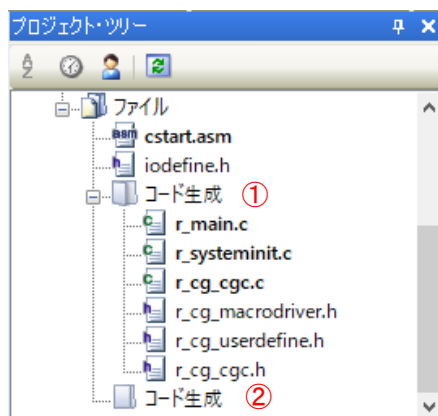 プロジェクト・ツリー
ファイル
cstart.asm
iodefine.h
コード生成 ①
r_main.c
r_systeminit.c
r_cg_cgc.c
r_cg_macrodriver.h
r_cg_userdefine.h
r_cg_cgc.h
コード生成 ②